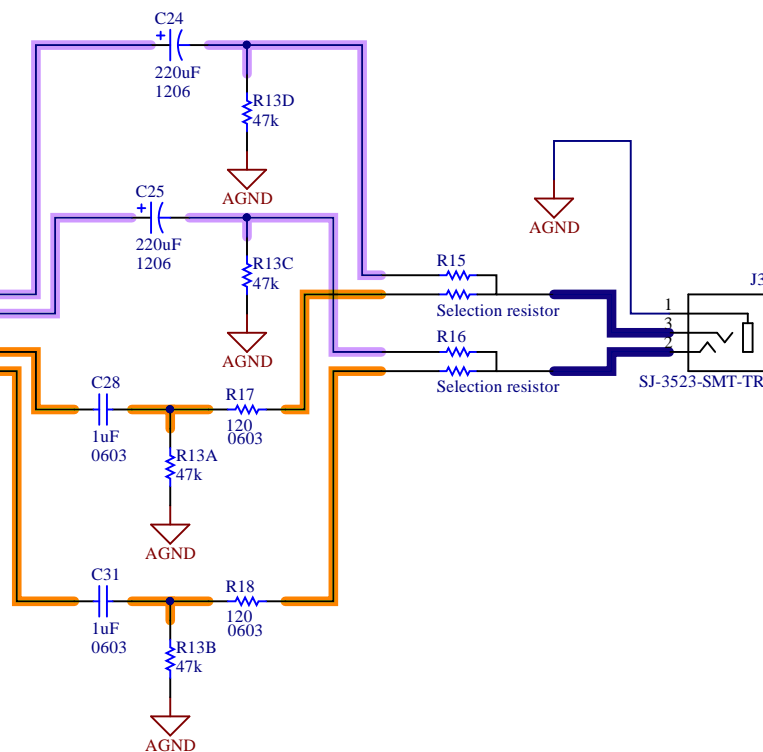 C24
+
220uF
1206
R13D
47k
AGND
C25
+
220uF
1206
R13C
47k
AGND
AGND
R15
Selection resistor
R16
Selection resistor
J3
1
3
2
SJ-3523-SMT-TR
C28
1uF
0603
R17
120
0603
R13A
47k
AGND
C31
1uF
0603
R18
120
0603
R13B
47k
AGND